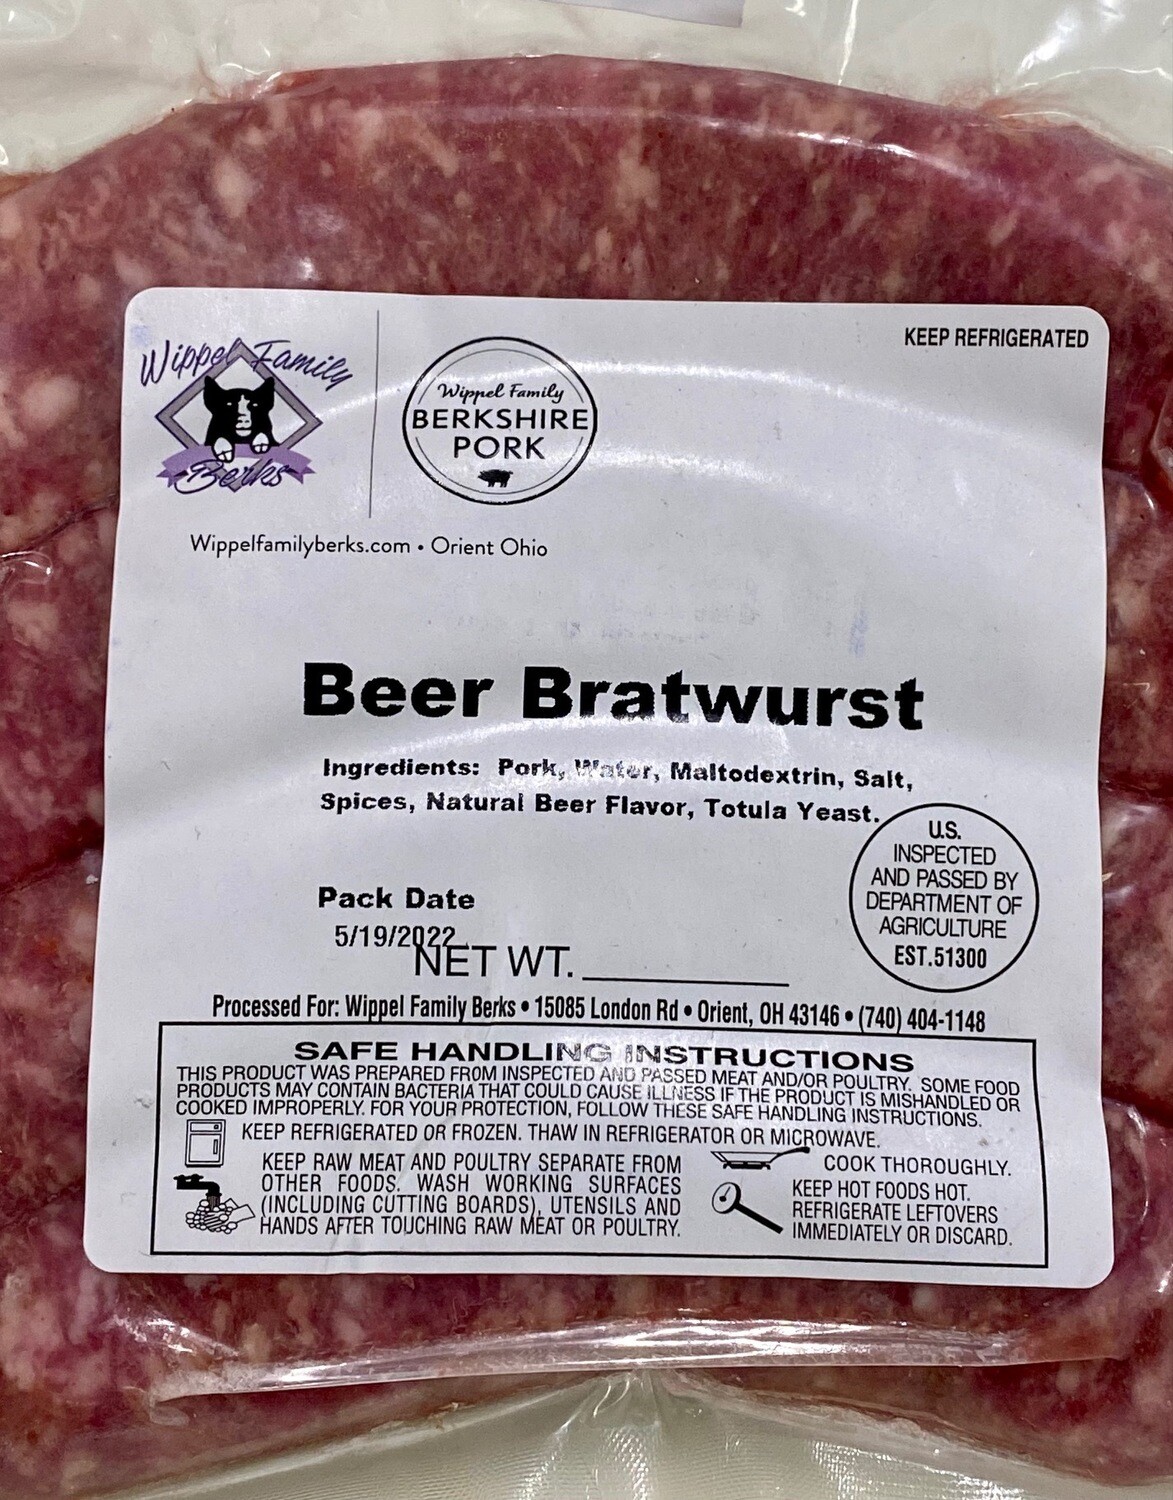 KEEP REFRIGERATED
Wippel Family
Berks
Wippel Family
BERKSHIRE
PORK
Wippelfamilyberks.com • Orient Ohio
Beer Bratwurst
Ingredients: Pork, Water, Maltodextrin, Salt,
Spices, Natural Beer Flavor, Totula Yeast.
U.S.
INSPECTED
AND PASSED BY
DEPARTMENT OF
AGRICULTURE
EST.51300
Pack Date
5/19/2022
NET WT.
Processed For: Wippel Family Berks • 15085 London Rd • Orient, OH 43146 • (740) 404-1148
SAFE HANDLING INSTRUCTIONS
THIS PRODUCT WAS PREPARED FROM INSPECTED AND PASSED MEAT AND/OR POULTRY. SOME FOOD
PRODUCTS MAY CONTAIN BACTERIA THAT COULD CAUSE ILLNESS IF THE PRODUCT IS MISHANDLED OR
COOKED IMPROPERLY. FOR YOUR PROTECTION, FOLLOW THESE SAFE HANDLING INSTRUCTIONS.
KEEP REFRIGERATED OR FROZEN. THAW IN REFRIGERATOR OR MICROWAVE.
KEEP RAW MEAT AND POULTRY SEPARATE FROM
OTHER FOODS. WASH WORKING SURFACES
(INCLUDING CUTTING BOARDS), UTENSILS AND
HANDS AFTER TOUCHING RAW MEAT OR POULTRY.
COOK THOROUGHLY.
KEEP HOT FOODS HOT.
REFRIGERATE LEFTOVERS
IMMEDIATELY OR DISCARD.